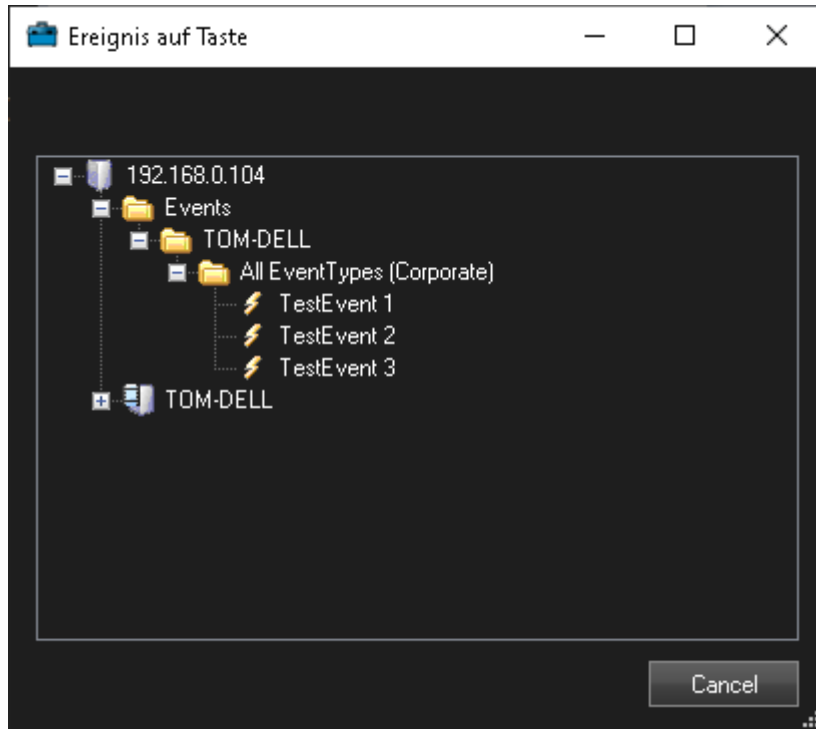 Ereignis auf Taste
192.168.0.104
Events
TOM-DELL
All EventTypes (Corporate)
TestEvent 1
TestEvent 2
TestEvent 3
TOM-DELL
Cancel